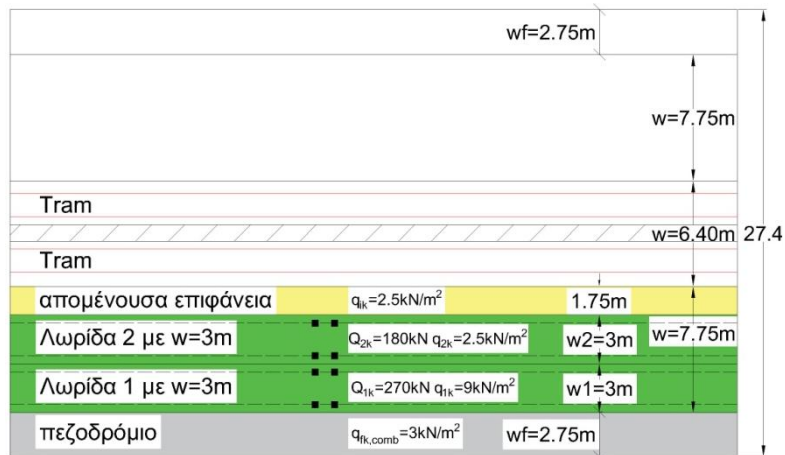 wf=2.75m
w=7.75m
Tram
w=6.40m 27.4
Tram
απομένουσα επιφάνεια qik=2.5kN/m² 1.75m
Λωρίδα 2 με w=3m Q2k=180kN q2k=2.5kN/m² w2=3m w=7.75m
Λωρίδα 1 με w=3m Q1k=270kN q1k=9kN/m² w1=3m
πεζοδρόμιο qfk,comb=3kN/m² wf=2.75m